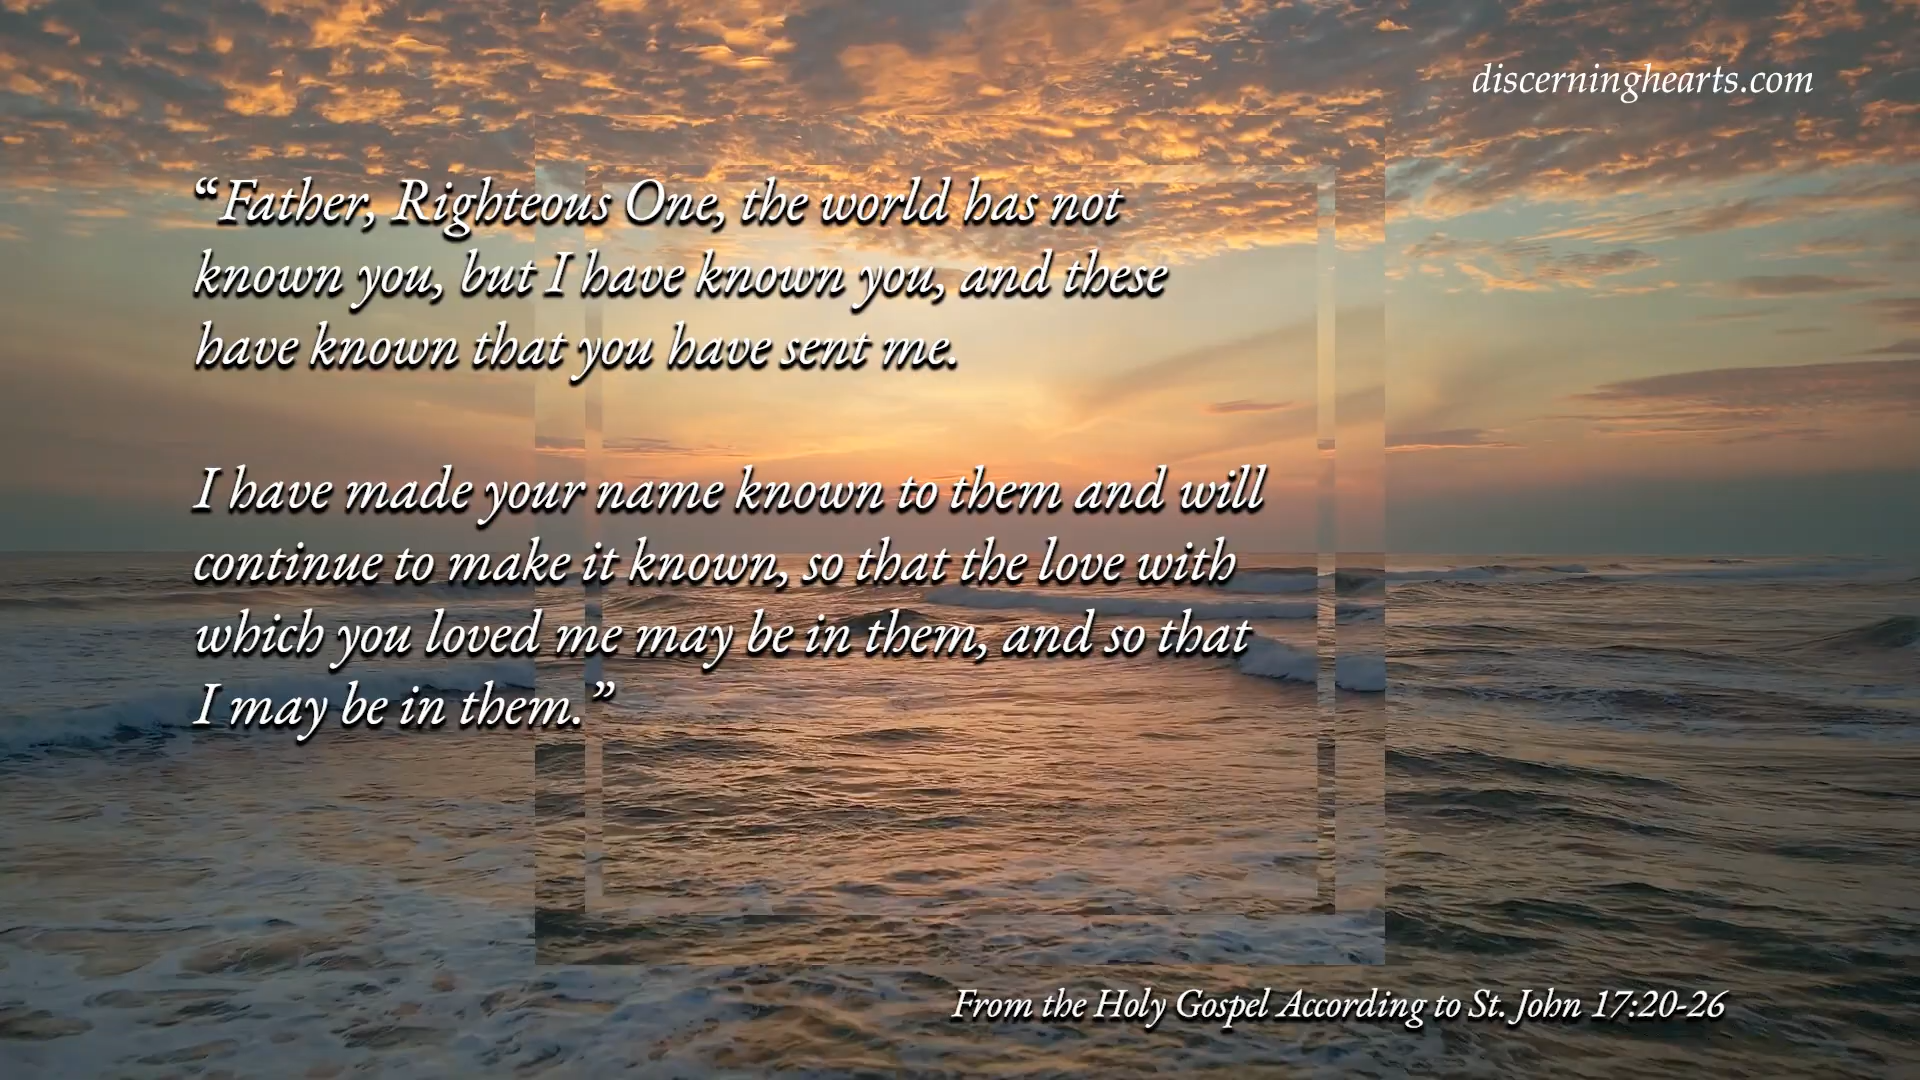 discerninghearts.com
“Father, Righteous One, the world has not
known you, but I have known you, and these
have known that you have sent me.
I have made your name known to them and will
continue to make it known, so that the love with
which you loved me may be in them, and so that
I may be in them.”
From the Holy Gospel According to St. John 17:20-26